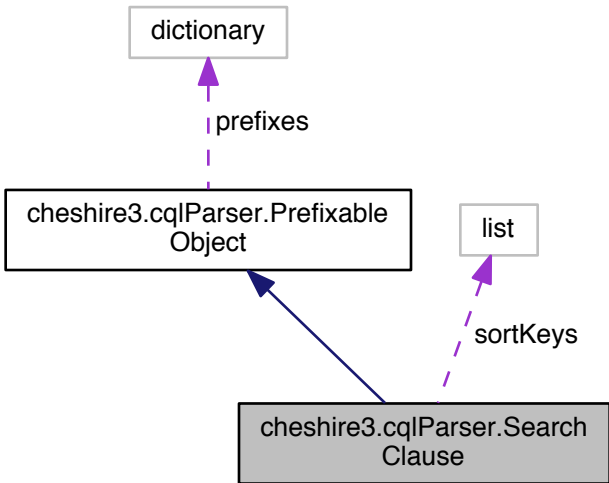 dictionary
prefixes
cheshire3.cqlParser.Prefixable
Object
list
sortKeys
cheshire3.cqlParser.Search
Clause